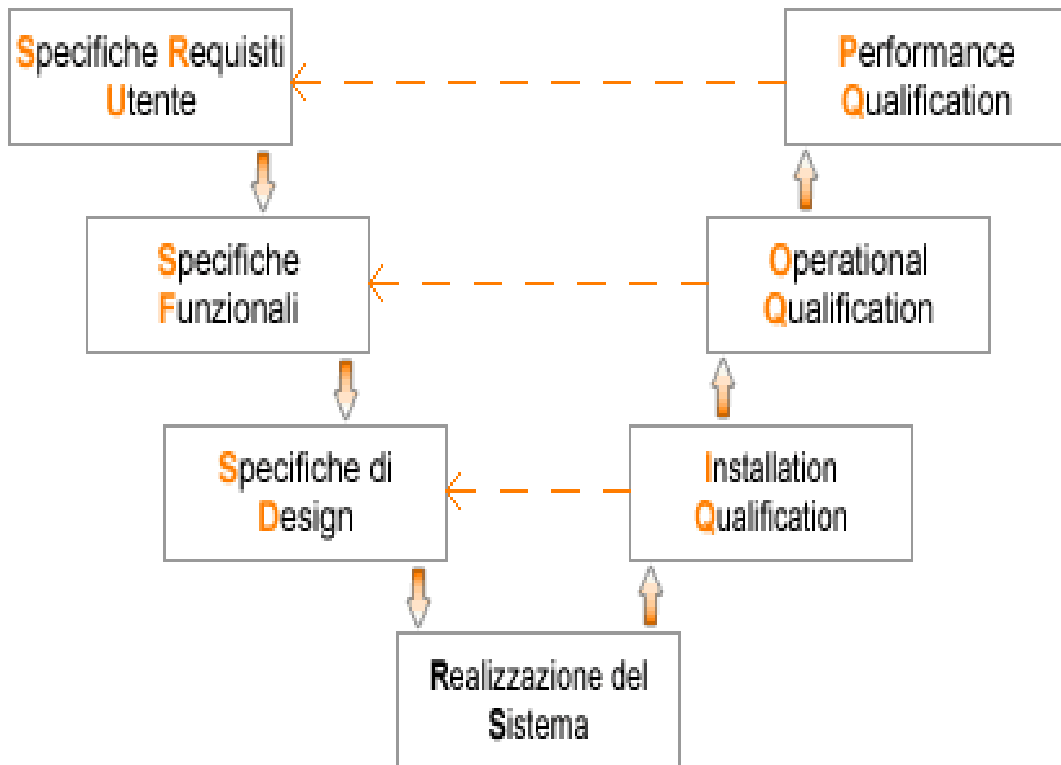 Specifiche Requisiti
Utente
Performance
Qualification
Specifiche
Funzionali
Operational
Qualification
Specifiche di
Design
Installation
Qualification
Realizzazione del
Sistema